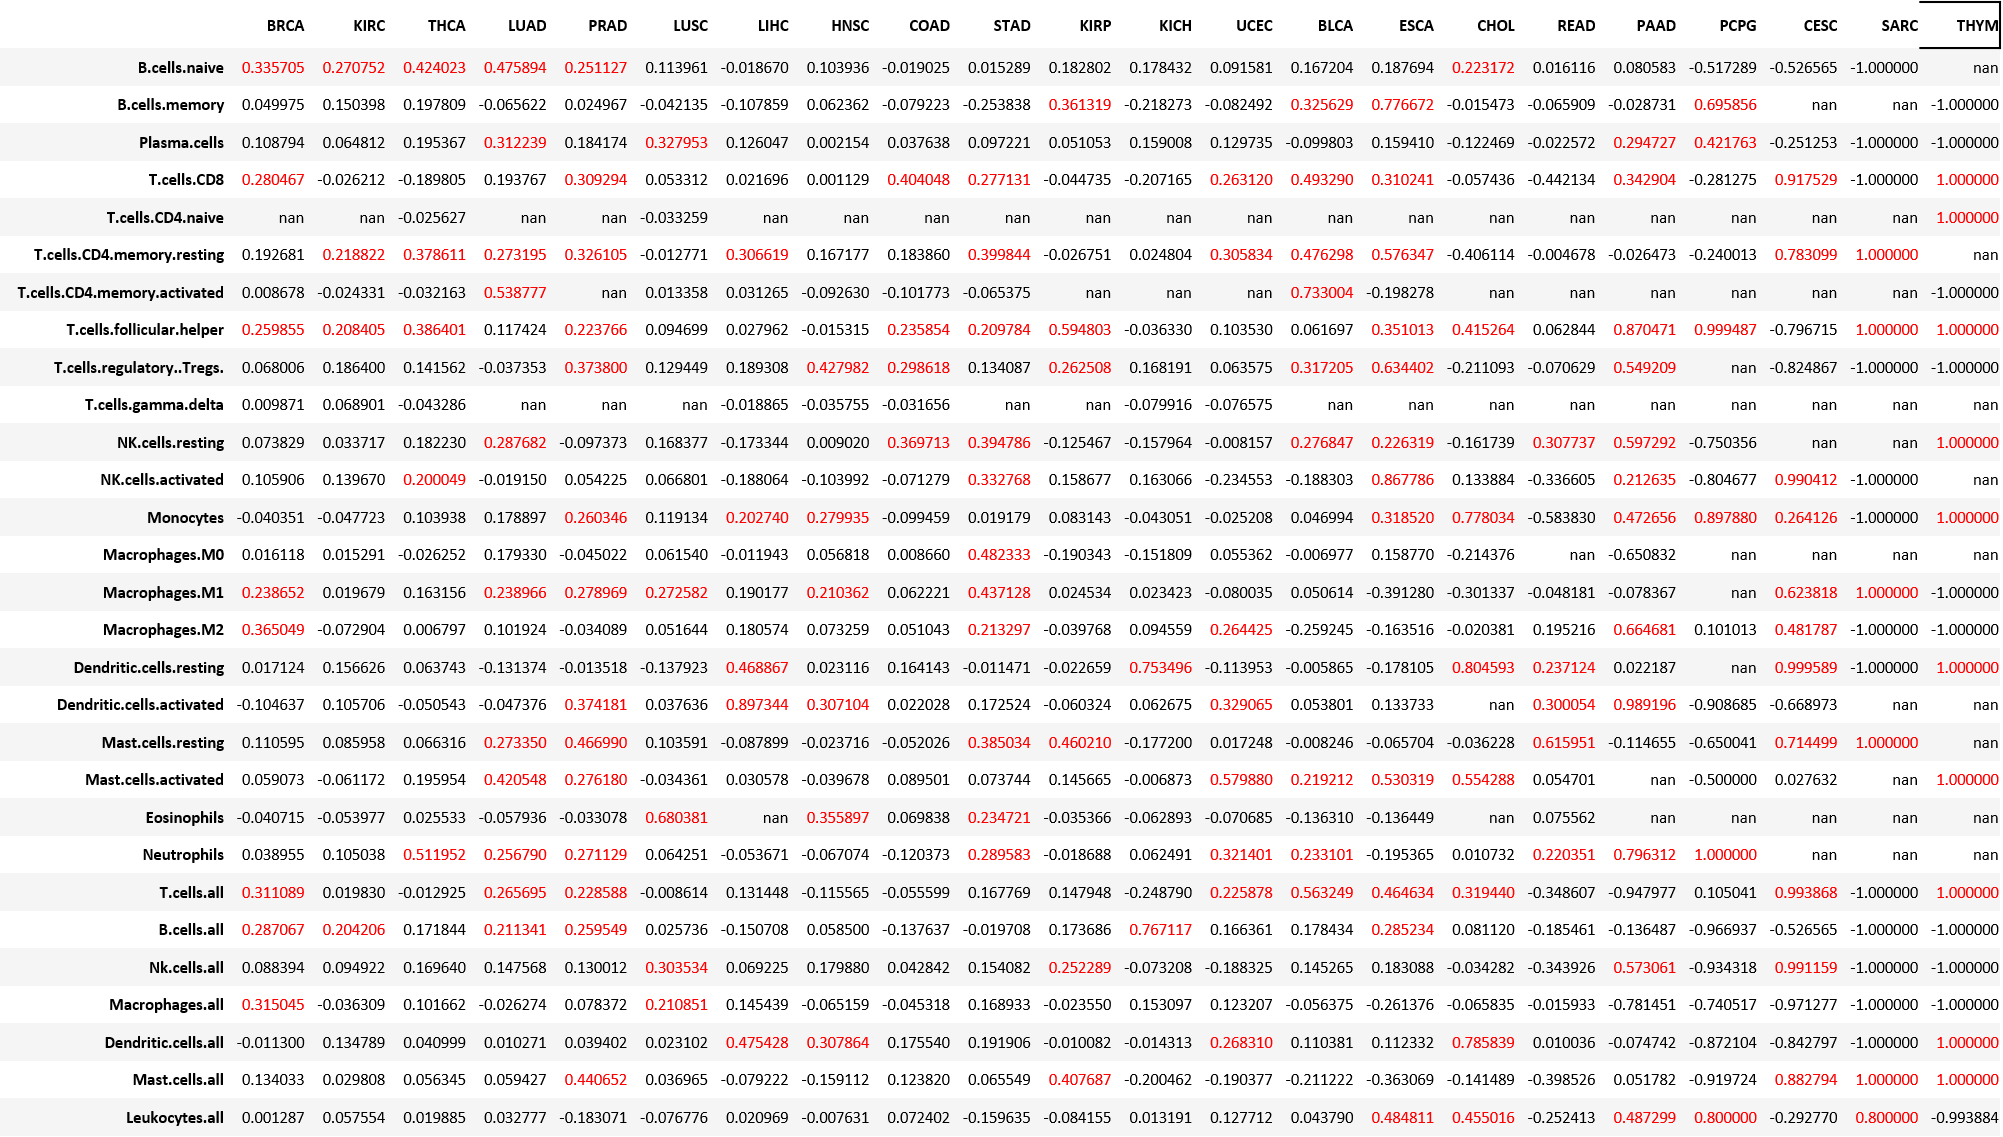 BRCA KIRC THCA LUAD PRAD LUSC LIHC HNSC COAD STAD KIRP KICH UCEC BLCA ESCA CHOL READ PAAD PCPG CESC SARC THYM
B.cells.naive 0.335705 0.270752 0.424023 0.475894 0.251127 0.113961 -0.018670 0.103936 -0.019025 0.015289 0.182802 0.178432 0.091581 0.167204 0.187694 0.223172 0.016116 0.080583 -0.517289 -0.526565 -1.000000 nan
B.cells.memory 0.049975 0.150398 0.197809 -0.065622 0.024967 -0.042135 -0.107859 0.062362 -0.079223 -0.253838 0.361319 -0.218273 -0.082492 0.325629 0.776672 -0.015473 -0.065909 -0.028731 0.695856 nan nan -1.000000
Plasma.cells 0.108794 0.064812 0.195367 0.312239 0.184174 0.327953 0.126047 0.002154 0.037638 0.097221 0.051053 0.159008 0.129735 -0.099803 0.159410 -0.122469 -0.022572 0.294727 0.421763 -0.251253 -1.000000 -1.000000
T.cells.CD8 0.280467 -0.026212 -0.189805 0.193767 0.309294 0.053312 0.021696 0.001129 0.404048 0.277131 -0.044735 -0.207165 0.263120 0.493290 0.310241 -0.057436 -0.442134 0.342904 -0.281275 0.917529 -1.000000 1.000000
T.cells.CD4.naive nan nan -0.025627 nan nan -0.033259 nan nan nan nan nan nan nan nan nan nan nan nan nan nan nan 1.000000
T.cells.CD4.memory.resting 0.192681 0.218822 0.378611 0.273195 0.326105 -0.012771 0.306619 0.167177 0.183860 0.399844 -0.026751 0.024804 0.305834 0.476298 0.576347 -0.406114 -0.004678 -0.026473 -0.240013 0.783099 1.000000 nan
T.cells.CD4.memory.activated 0.008678 -0.024331 -0.032163 0.538777 nan 0.013358 0.031265 -0.092630 -0.101773 -0.065375 nan nan nan 0.733004 -0.198278 nan nan nan nan nan nan -1.000000
T.cells.follicular.helper 0.259855 0.208405 0.386401 0.117424 0.223766 0.094699 0.027962 -0.015315 0.235854 0.209784 0.594803 -0.036330 0.103530 0.061697 0.351013 0.415264 0.062844 0.870471 0.999487 -0.796715 1.000000 1.000000
T.cells.regulatory..Tregs. 0.068006 0.186400 0.141562 -0.037353 0.373800 0.129449 0.189308 0.427982 0.298618 0.134087 0.262508 0.168191 0.063575 0.317205 0.634402 -0.211093 -0.070629 0.549209 nan -0.824867 -1.000000 -1.000000
T.cells.gamma.delta 0.009871 0.068901 -0.043286 nan nan nan -0.018865 -0.035755 -0.031656 nan nan -0.079916 -0.076575 nan nan nan nan nan nan nan nan nan
NK.cells.resting 0.073829 0.033717 0.182230 0.287682 -0.097373 0.168377 -0.173344 0.009020 0.369713 0.394786 -0.125467 -0.157964 -0.008157 0.276847 0.226319 -0.161739 0.307737 0.597292 -0.750356 nan nan 1.000000
NK.cells.activated 0.105906 0.139670 0.200049 -0.019150 0.054225 0.066801 -0.188064 -0.103992 -0.071279 0.332768 0.158677 0.163066 -0.234553 -0.188303 0.867786 0.133884 -0.336605 0.212635 -0.804677 0.990412 -1.000000 nan
Monocytes -0.040351 -0.047723 0.103938 0.178897 0.260346 0.119134 0.202740 0.279935 -0.099459 0.019179 0.083143 -0.043051 -0.025208 0.046994 0.318520 0.778034 -0.583830 0.472656 0.897880 0.264126 -1.000000 1.000000
Macrophages.M0 0.016118 0.015291 -0.026252 0.179330 -0.045022 0.061540 -0.011943 0.056818 0.008660 0.482333 -0.190343 -0.151809 0.055362 -0.006977 0.158770 -0.214376 nan -0.650832 nan nan nan nan
Macrophages.M1 0.238652 0.019679 0.163156 0.238966 0.278969 0.272582 0.190177 0.210362 0.062221 0.437128 0.024534 0.023423 -0.080035 0.050614 -0.391280 -0.301337 -0.048181 -0.078367 nan 0.623818 1.000000 -1.000000
Macrophages.M2 0.365049 -0.072904 0.006797 0.101924 -0.034089 0.051644 0.180574 0.073259 0.051043 0.213297 -0.039768 0.094559 0.264425 -0.259245 -0.163516 -0.020381 0.195216 0.664681 0.101013 0.481787 -1.000000 -1.000000
Dendritic.cells.resting 0.017124 0.156626 0.063743 -0.131374 -0.013518 -0.137923 0.468867 0.023116 0.164143 -0.011471 -0.022659 0.753496 -0.113953 -0.005865 -0.178105 0.804593 0.237124 0.022187 nan 0.999589 -1.000000 1.000000
Dendritic.cells.activated -0.104637 0.105706 -0.050543 -0.047376 0.374181 0.037636 0.897344 0.307104 0.022028 0.172524 -0.060324 0.062675 0.329065 0.053801 0.133733 nan 0.300054 0.989196 -0.908685 -0.668973 nan nan
Mast.cells.resting 0.110595 0.085958 0.066316 0.273350 0.466990 0.103591 -0.087899 -0.023716 -0.052026 0.385034 0.460210 -0.177200 0.017248 -0.008246 -0.065704 -0.036228 0.615951 -0.114655 -0.650041 0.714499 1.000000 nan
Mast.cells.activated 0.059073 -0.061172 0.195954 0.420548 0.276180 -0.034361 0.030578 -0.039678 0.089501 0.073744 0.145665 -0.006873 0.579880 0.219212 0.530319 0.554288 0.054701 nan -0.500000 0.027632 nan 1.000000
Eosinophils -0.040715 -0.053977 0.025533 -0.057936 -0.033078 0.680381 nan 0.355897 0.069838 0.234721 -0.035366 -0.062893 -0.070685 -0.136310 -0.136449 nan 0.075562 nan nan nan nan nan
Neutrophils 0.038955 0.105038 0.511952 0.256790 0.271129 0.064251 -0.053671 -0.067074 -0.120373 0.289583 -0.018688 0.062491 0.321401 0.233101 -0.195365 0.010732 0.220351 0.796312 1.000000 nan nan nan
T.cells.all 0.311089 0.019830 -0.012925 0.265695 0.228588 -0.008614 0.131448 -0.115565 -0.055599 0.167769 0.147948 -0.248790 0.225878 0.563249 0.464634 0.319440 -0.348607 -0.947977 0.105041 0.993868 -1.000000 1.000000
B.cells.all 0.287067 0.204206 0.171844 0.211341 0.259549 0.025736 -0.150708 0.058500 -0.137637 -0.019708 0.173686 0.767117 0.166361 0.178434 0.285234 0.081120 -0.185461 -0.136487 -0.966937 -0.526565 -1.000000 -1.000000
Nk.cells.all 0.088394 0.094922 0.169640 0.147568 0.130012 0.303534 0.069225 0.179880 0.042842 0.154082 0.252289 -0.073208 -0.188325 0.145265 0.183088 -0.034282 -0.343926 0.573061 -0.934318 0.991159 -1.000000 -1.000000
Macrophages.all 0.315045 -0.036309 0.101662 -0.026274 0.078372 0.210851 0.145439 -0.065159 -0.045318 0.168933 -0.023550 0.153097 0.123207 -0.056375 -0.261376 -0.065835 -0.015933 -0.781451 -0.740517 -0.971277 -1.000000 -1.000000
Dendritic.cells.all -0.011300 0.134789 0.040999 0.010271 0.039402 0.023102 0.475428 0.307864 0.175540 0.191906 -0.010082 -0.014313 0.268310 0.110381 0.112332 0.785839 0.010036 -0.074742 -0.872104 -0.842797 -1.000000 1.000000
Mast.cells.all 0.134033 0.029808 0.056345 0.059427 0.440652 0.036965 -0.079222 -0.159112 0.123820 0.065549 0.407687 -0.200462 -0.190377 -0.211222 -0.363069 -0.141489 -0.398526 0.051782 -0.919724 0.882794 1.000000 1.000000
Leukocytes.all 0.001287 0.057554 0.019885 0.032777 -0.183071 -0.076776 0.020969 -0.007631 0.072402 -0.159635 -0.084155 0.013191 0.127712 0.043790 0.484811 0.455016 -0.252413 0.487299 0.800000 -0.292770 0.800000 -0.993884